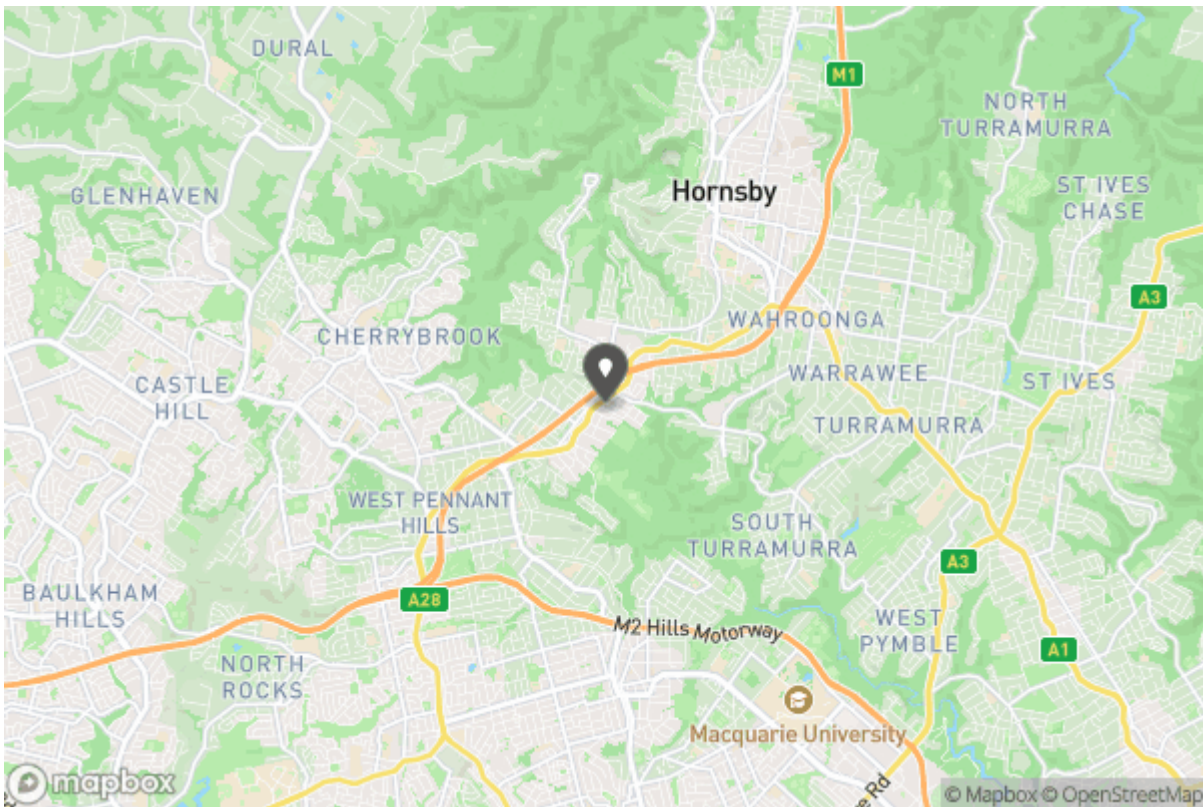 DURAL
M1
NORTH
TURRAMURRA
Hornsby
GLENHAVEN
ST IVES
CHASE
A3
WAHROONGA
CHERRYBROOK
CASTLE
HILL
WARRAWEE
ST IVES
TURRAMURRA
WEST PENNANT
HILLS
SOUTH
TURRAMURRA
A3
BAULKHAM
HILLS
A28
M2 Hills Motorway
WEST
PYMBLE
A1
NORTH
ROCKS
Macquarie University
Rd
mapbox
© Mapbox © OpenStreetMap